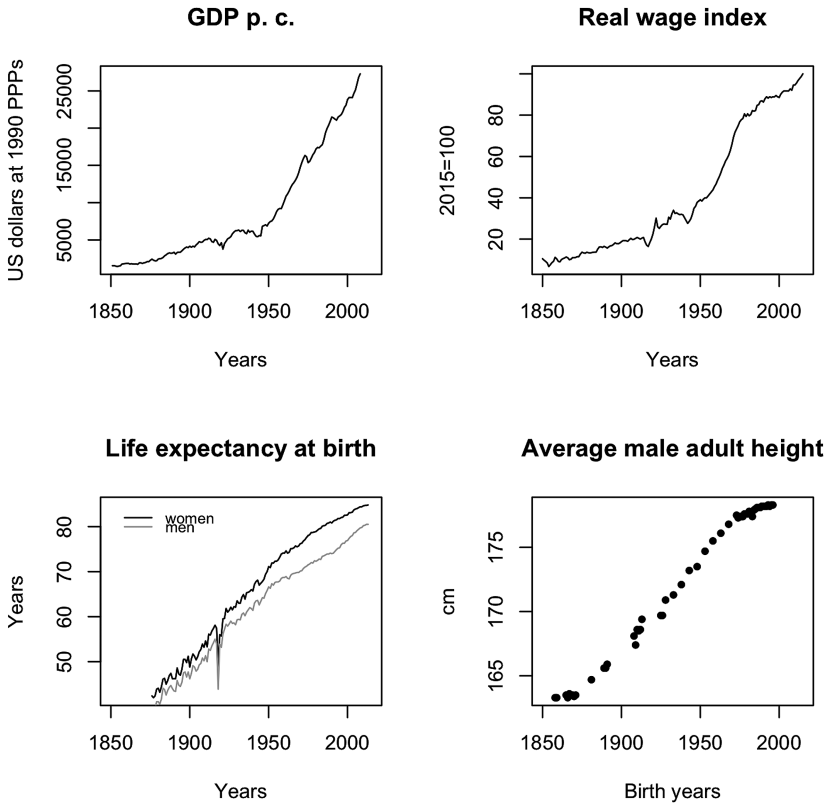 GDP p. c.
US dollars at 1990 PPPs
25000
15000
5000
1850 1900 1950 2000
Years
Real wage index
2015=100
80
60
40
20
1850 1900 1950 2000
Years
Life expectancy at birth
Years
women
men
80
70
60
50
1850 1900 1950 2000
Years
Average male adult height
cm
175
170
165
1850 1900 1950 2000
Birth years